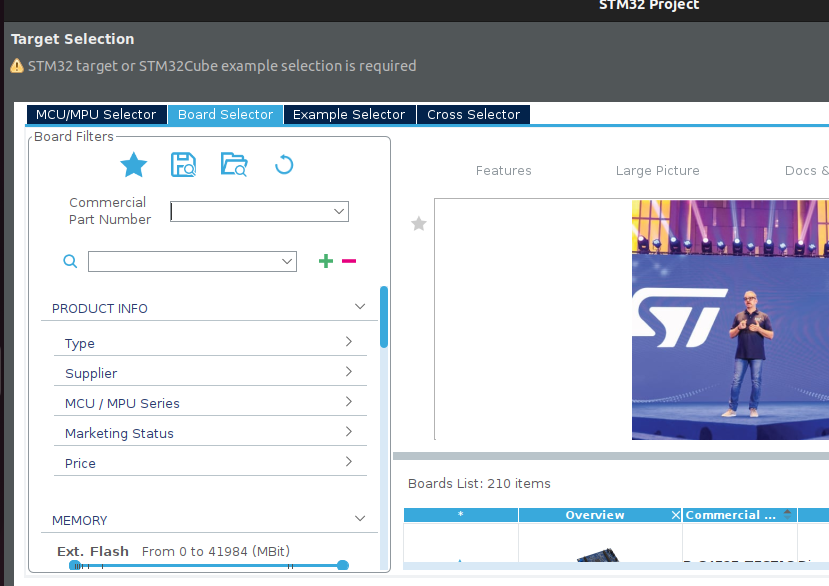 STM32 Project
Target Selection
STM32 target or STM32Cube example selection is required
MCU/MPU Selector Board Selector Example Selector Cross Selector
Board Filters
Features Large Picture Docs &
Commercial
Part Number
ST
PRODUCT INFO
Type
Supplier
MCU / MPU Series
Marketing Status
Price
MEMORY
Ext. Flash From 0 to 41984 (MBit)
Boards List: 210 items
* Overview Commercial ...